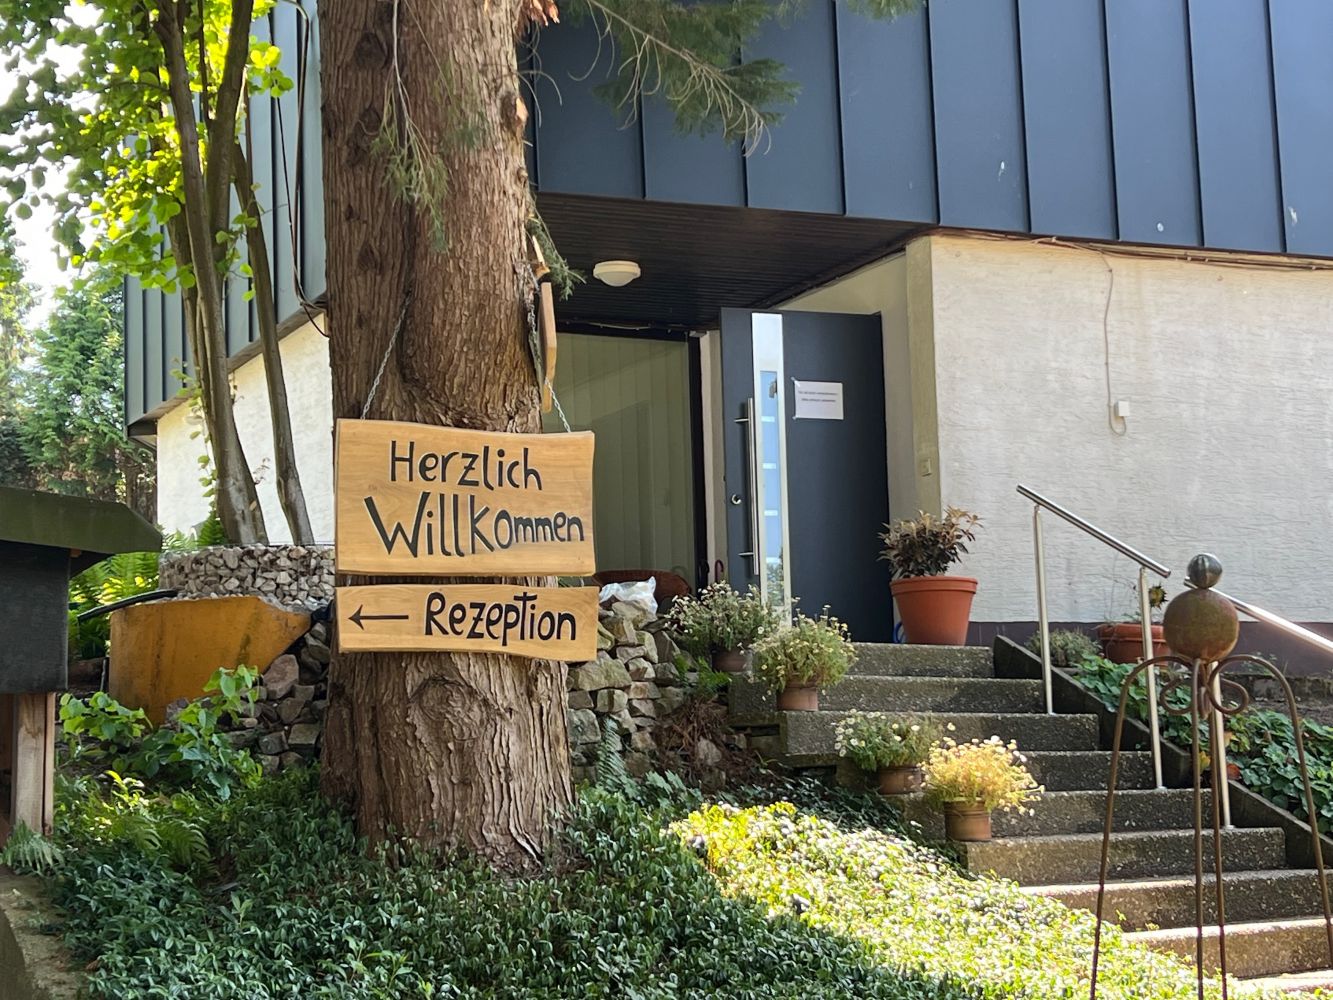 Herzlich
Willkommen
← Rezeption